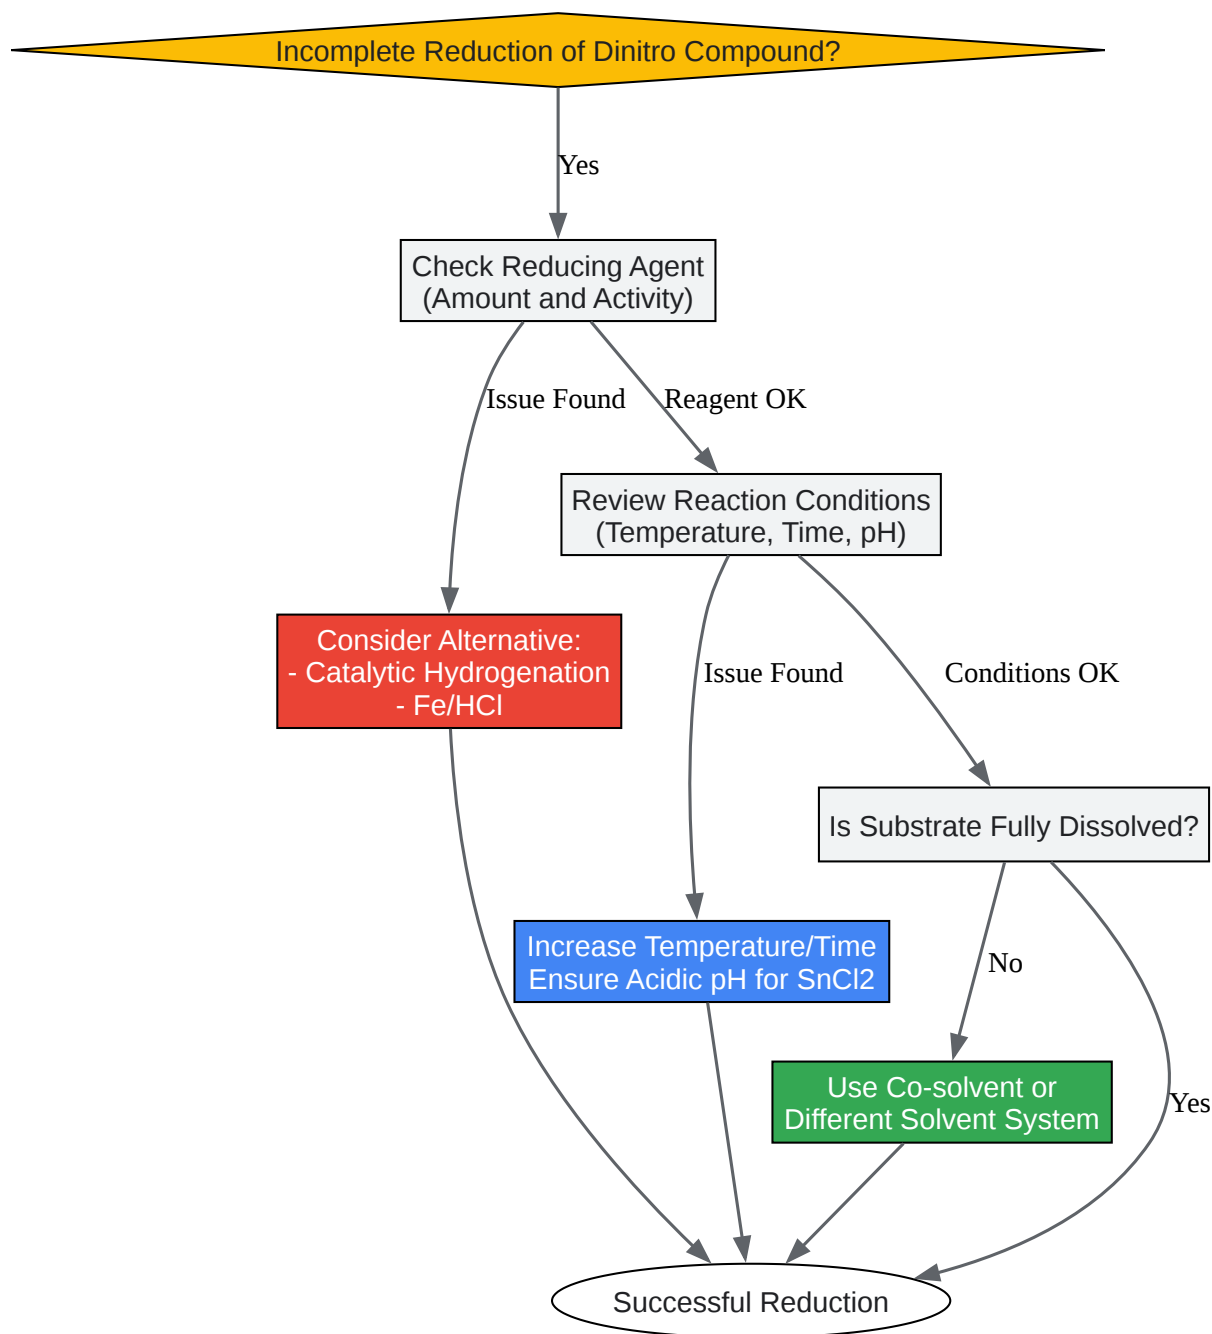 Incomplete Reduction of Dinitro Compound?
Yes
Check Reducing Agent
(Amount and Activity)
Issue Found
Reagent OK
Review Reaction Conditions
(Temperature, Time, pH)
Consider Alternative:
- Catalytic Hydrogenation
- Fe/HCl
Issue Found
Conditions OK
Is Substrate Fully Dissolved?
Increase Temperature/Time
Ensure Acidic pH for SnCl2
No
Use Co-solvent or
Different Solvent System
Yes
Successful Reduction